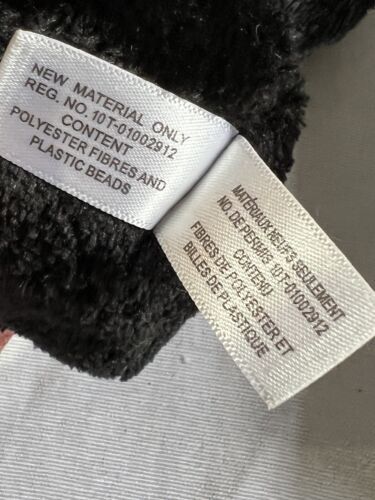 NEW MATERIAL ONLY
REG. NO. 10T-01002912
CONTENT
POLYESTER FIBRES AND
PLASTIC BEADS
MATÉRIAUX NEUFS SEULEMENT
NO. DE PERMIS 10T-01002912
CONTENU
FIBRES DE POLYESTER ET
BILLES DE PLASTIQUE